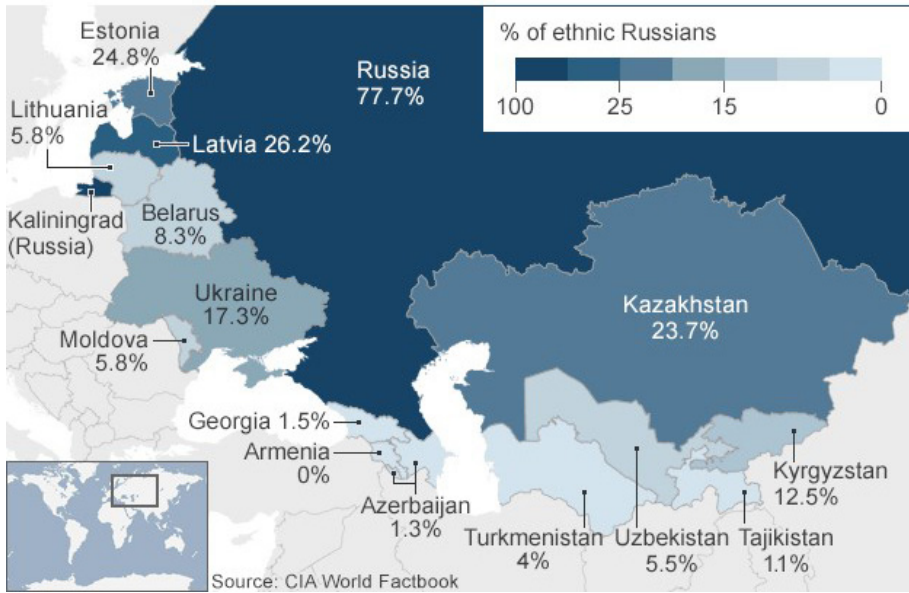 Estonia
24.8%
Russia
77.7%
% of ethnic Russians
100 25 15 0
Lithuania
5.8%
Latvia 26.2%
Kaliningrad
(Russia)
Belarus
8.3%
Ukraine
17.3%
Kazakhstan
23.7%
Moldova
5.8%
Georgia 1.5%
Armenia
0%
Azerbaijan
1.3%
Kyrgyzstan
12.5%
Turkmenistan
4%
Uzbekistan
5.5%
Tajikistan
1.1%
Source: CIA World Factbook